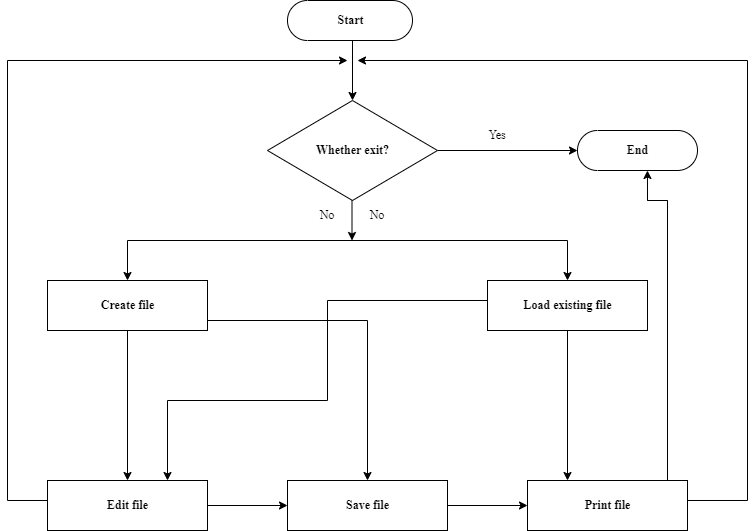 Start
Whether exit?
Yes
End
No
No
Create file
Load existing file
Edit file
Save file
Print file